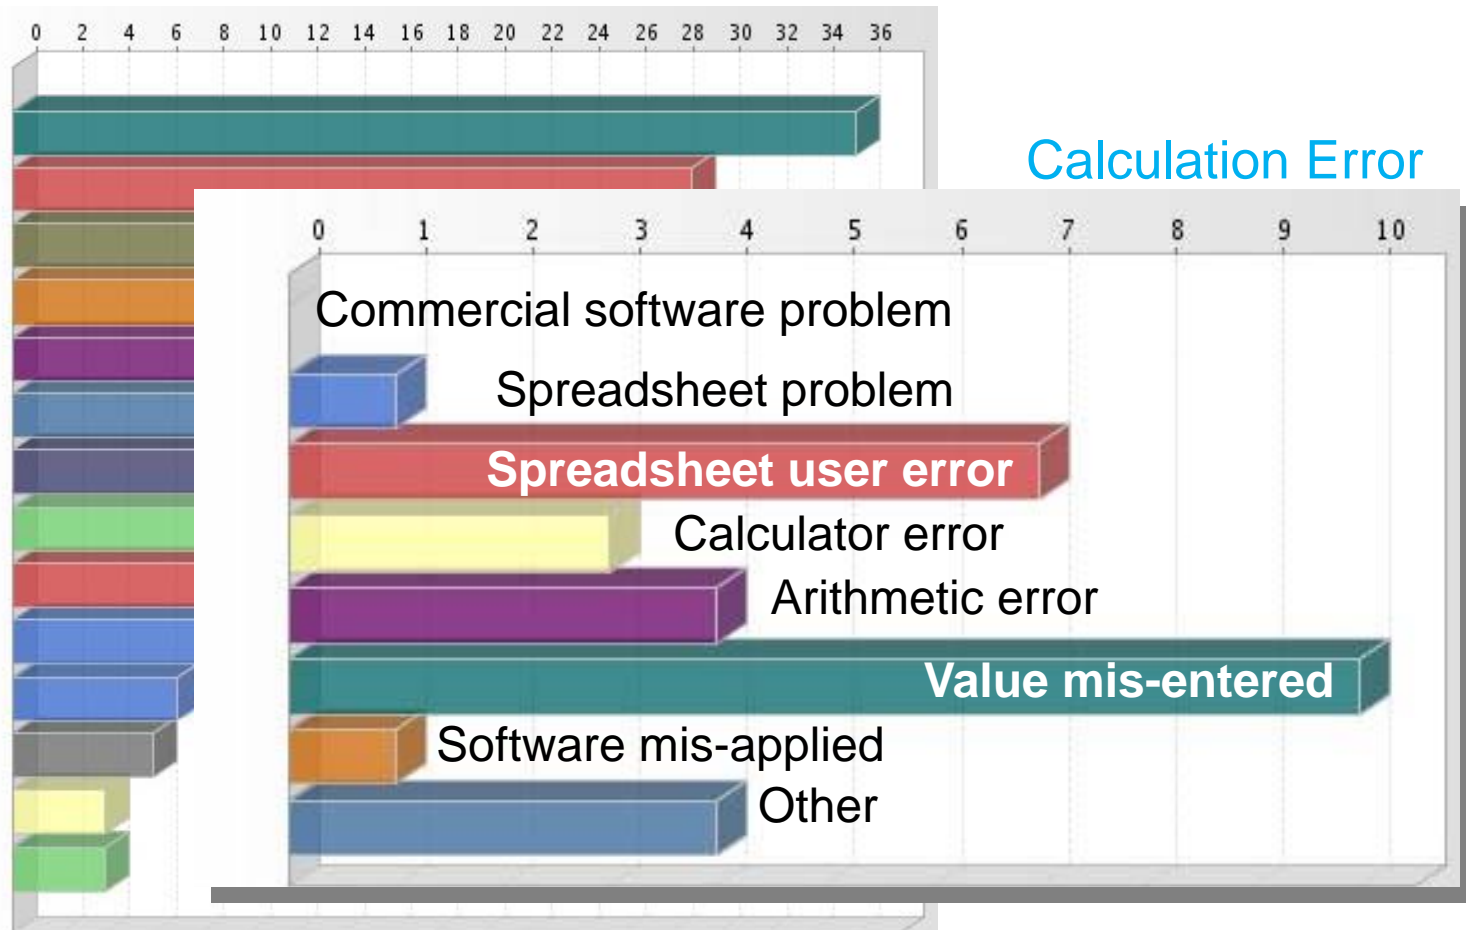 0 2 4 6 8 10 12 14 16 18 20 22 24 26 28 30 32 34 36
Calculation Error
0 1 2 3 4 5 6 7 8 9 10
Commercial software problem
Spreadsheet problem
Spreadsheet user error
Calculator error
Arithmetic error
Value mis-entered
Software mis-applied
Other